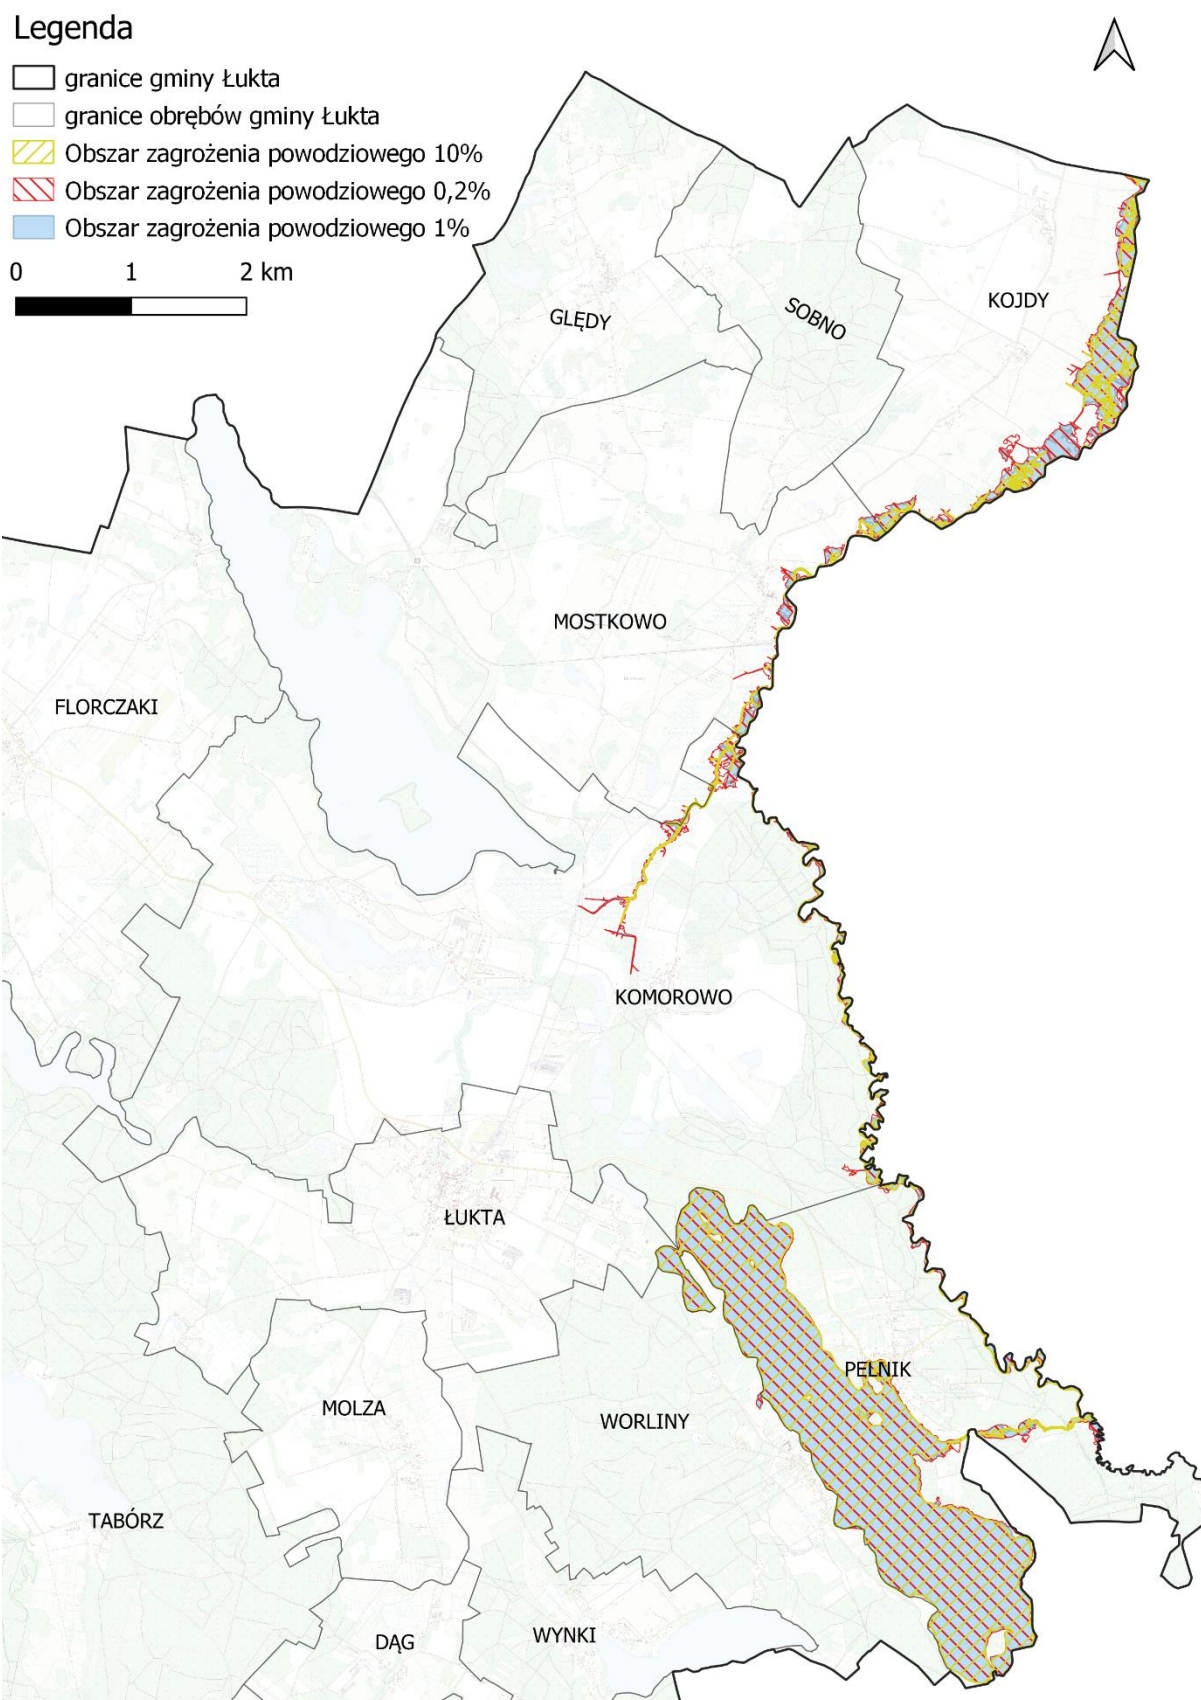 Legenda
granice gminy Łukta
granice obrębów gminy Łukta
Obszar zagrożenia powodziowego 10%
Obszar zagrożenia powodziowego 0,2%
Obszar zagrożenia powodziowego 1%
0 1 2 km
KOJDY
GLĘDY
SOBNO
MOSTKOWO
FLORCZAKI
KOMOROWO
ŁUKTA
PEŁNIK
MOLZA
WORLINY
TABÓRZ
WYNKI
DĄG